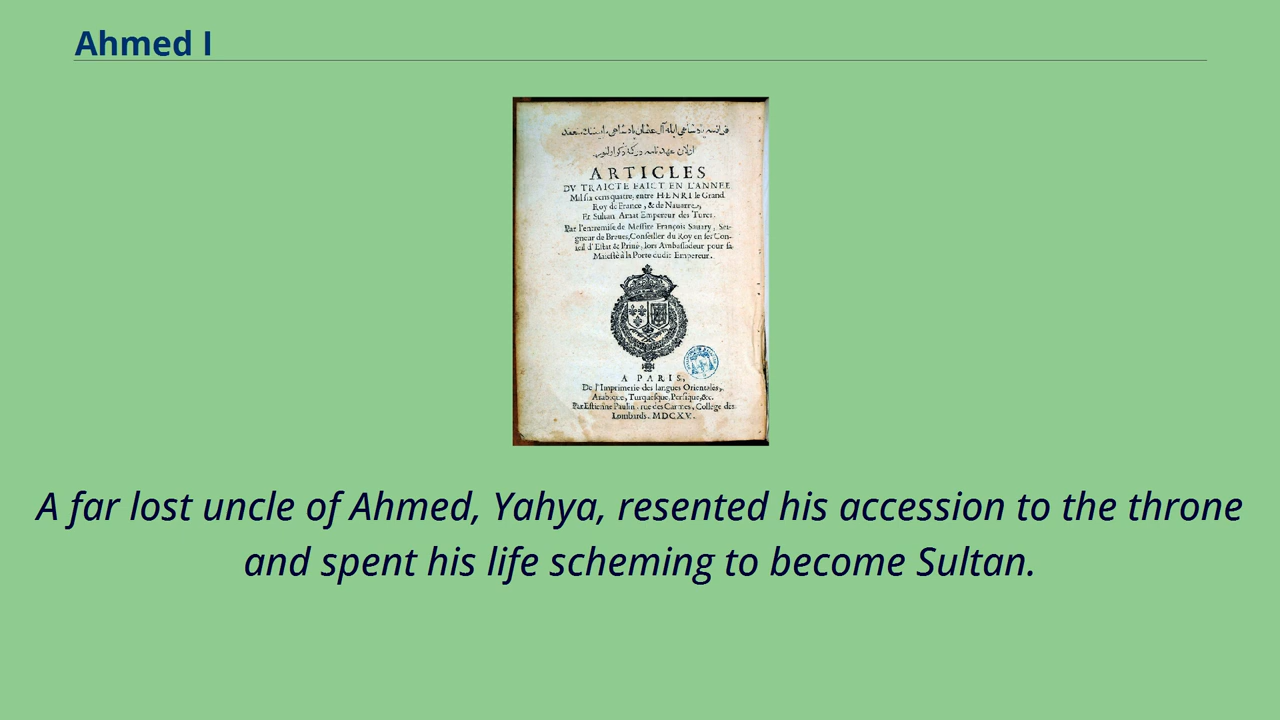 Ahmed I
ARTICLES
DV TRAICTE FAICT EN L'ANNEE
Mil six cens quatre, entre HENRI le Grand
Roy de France, & de Nauarre,
Et Sultan Amat Empereur des Turcs.
Par l'entremise de Messire François Sauary, Sei-
gneur de Breues, Conseiller du Roy en ses Con-
seil d'Estat & Priué, lors Ambassadeur pour sa
Maiesté à la Porte dudit Empereur.
A PARIS,
De l'Imprimerie des langues Orientales,
Arabique, Turquesque, Persique, &c.
Par Estienne Paulin, rue des Carmes, College des
Lombards. MDCXV.
A far lost uncle of Ahmed, Yahya, resented his accession to the throne
and spent his life scheming to become Sultan.